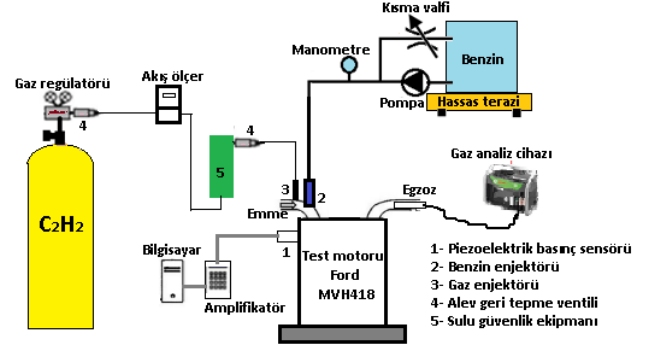 Kısma valfi
Manometre
Benzin
Pompa
Hassas terazi
Gaz regülatörü
Akış ölçer
4
4
5
3
2
Emme
Egzoz
Gaz analiz cihazı
C2H2
Bilgisayar
Amplifikatör
1
Test motoru
Ford
MVH418
1- Piezoelektrik basınç sensörü
2- Benzin enjektörü
3- Gaz enjektörü
4- Alev geri tepme ventili
5- Sulu güvenlik ekipmanı